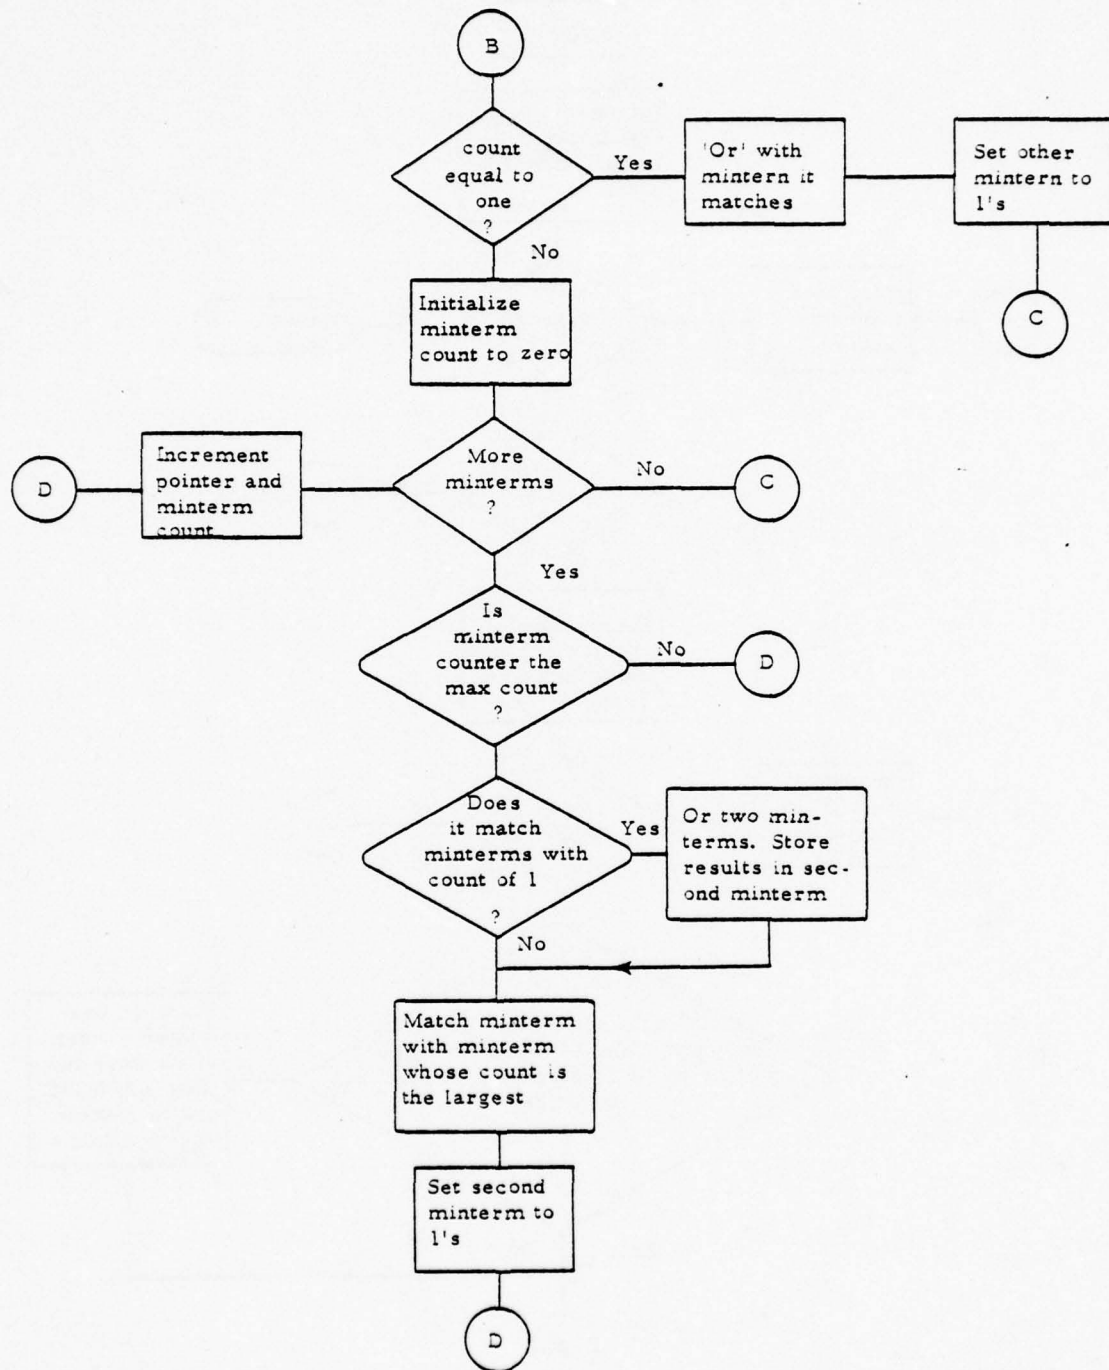 B
count
equal to
one
?
Yes
'Or' with
mintern it
matches
Set other
mintern to
1's
C
No
Initialize
minterm
count to zero
D
Increment
pointer and
minterm
count
More
minterms
?
No
C
Yes
Is
minterm
counter the
max count
?
No
D
Does
it match
minterms with
count of 1
?
Yes
Or two min-
terms. Store
results in sec-
ond minterm
No
Match minterm
with minterm
whose count is
the largest
Set second
minterm to
1's
D